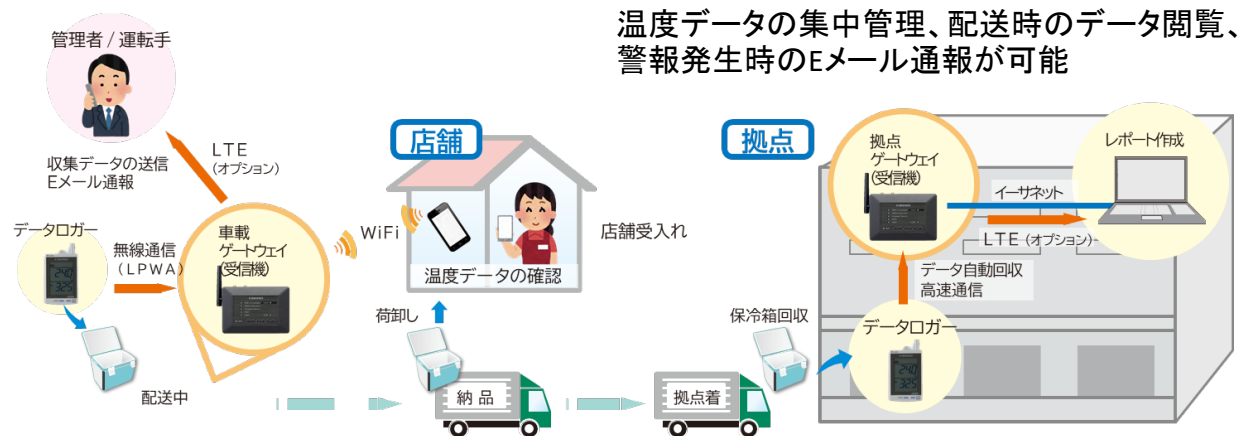 温度データの集中管理、配送時のデータ閲覧、
警報発生時のEメール通報が可能
管理者 / 運転手
収集データの送信
Eメール通報
LTE
(オプション)
データロガー
無線通信
(LPWA)
車載
ゲートウェイ
(受信機)
配送中
WiFi
店舗
温度データの確認
店舗受入れ
荷卸し
納 品
拠点着
保冷箱回収
拠点
拠点
ゲートウェイ
(受信機)
レポート作成
イーサネット
LTE (オプション)
データ自動回収
高速通信
データロガー